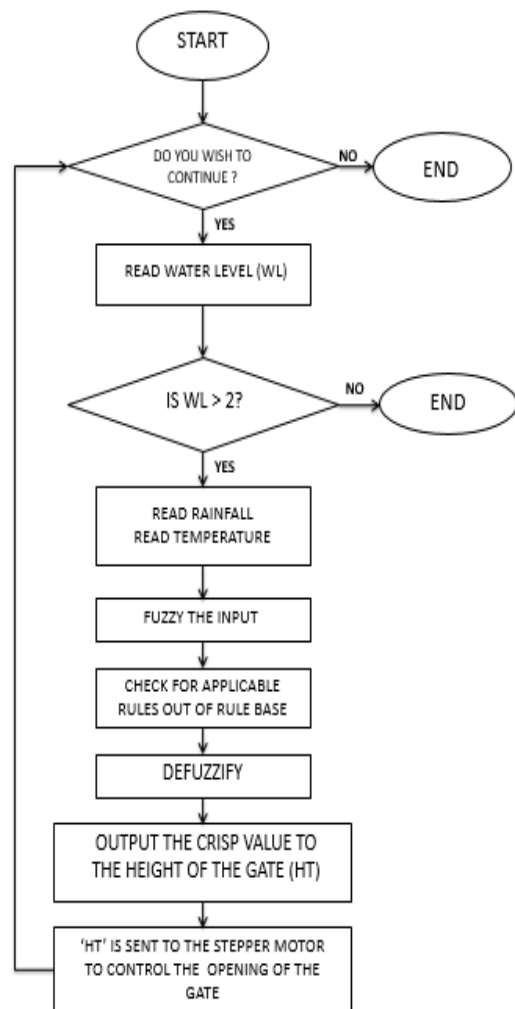 START
DO YOU WISH TO
CONTINUE ?
NO
END
YES
READ WATER LEVEL (WL)
IS WL > 2?
NO
END
YES
READ RAINFALL
READ TEMPERATURE
FUZZY THE INPUT
CHECK FOR APPLICABLE
RULES OUT OF RULE BASE
DEFUZZIFY
OUTPUT THE CRISP VALUE TO
THE HEIGHT OF THE GATE (HT)
'HT' IS SENT TO THE STEPPER MOTOR
TO CONTROL THE OPENING OF THE
GATE